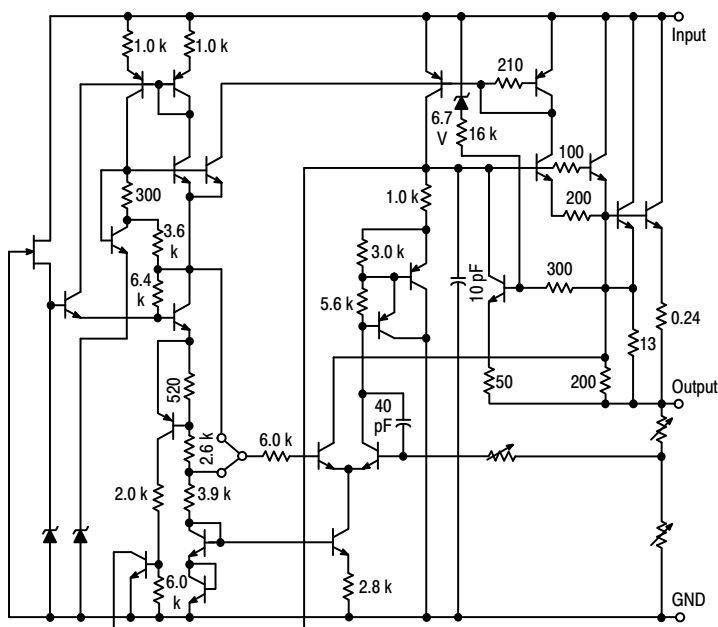 Input
1.0 k
1.0 k
210
6.7
V
16 k
100
300
1.0 k
200
3.6
k
3.0 k
10 pF
300
6.4
k
5.6 k
0.24
13
520
50
200
Output
40
pF
2.6 k
6.0 k
2.0 k
3.9 k
6.0
k
2.8 k
GND